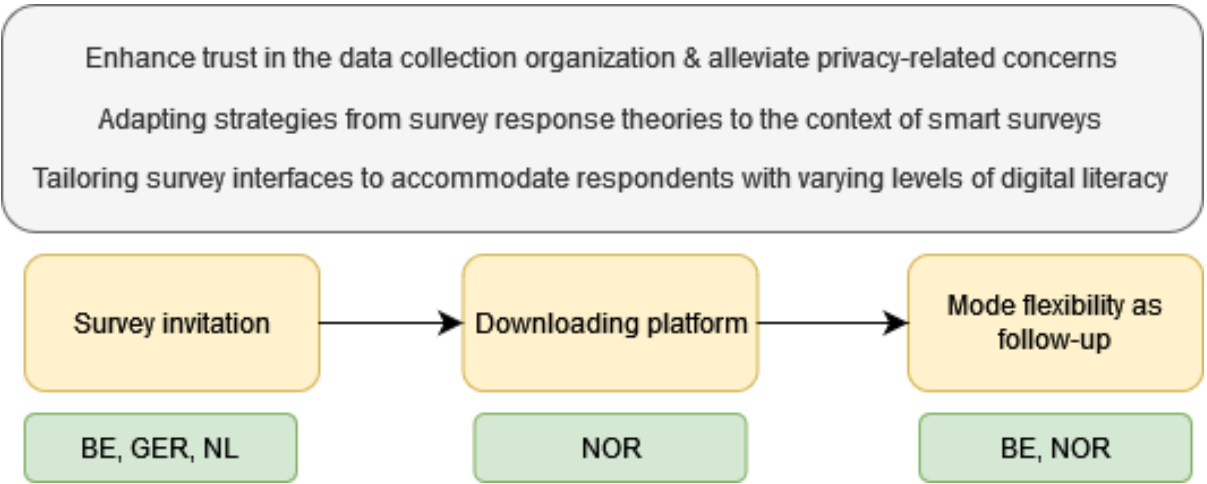 Enhance trust in the data collection organization & alleviate privacy-related concerns
Adapting strategies from survey response theories to the context of smart surveys
Tailoring survey interfaces to accommodate respondents with varying levels of digital literacy
Survey invitation
Downloading platform
Mode flexibility as
follow-up
BE, GER, NL
NOR
BE, NOR